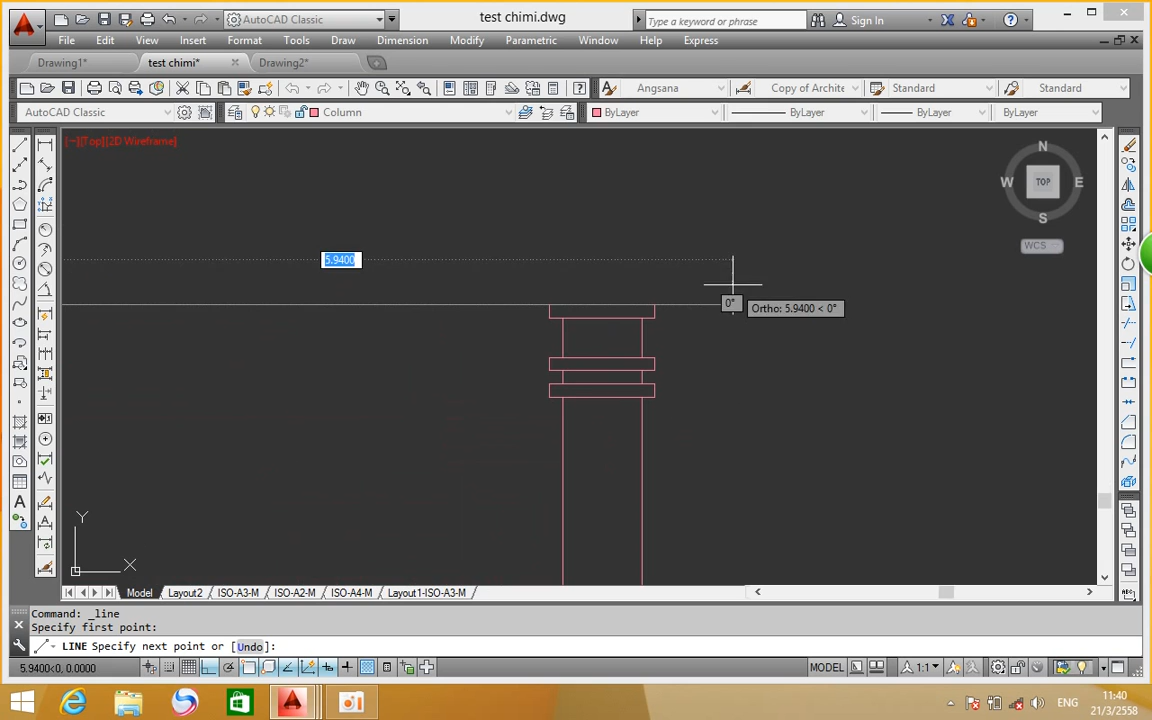 AutoCAD Classic
test chimi.dwg
Type a keyword or phrase
Sign In
File Edit View Insert Format Tools Draw Dimension Modify Parametric Window Help Express
Drawing1* test chimi* Drawing2*
Angsana Copy of Archite Standard Standard
AutoCAD Classic Column ByLayer ByLayer ByLayer ByLayer
[−][Top][2D Wireframe]
N
W TOP E
S
WCS
5.9400
0° Ortho: 5.9400 < 0°
Y
X
Model Layout2 ISO-A3-M ISO-A2-M ISO-A4-M Layout1-ISO-A3-M
Command: _line
Specify first point:
LINE Specify next point or [Undo]:
5.9400<0, 0.0000 MODEL 1:1
ENG 11:40
21/3/2558